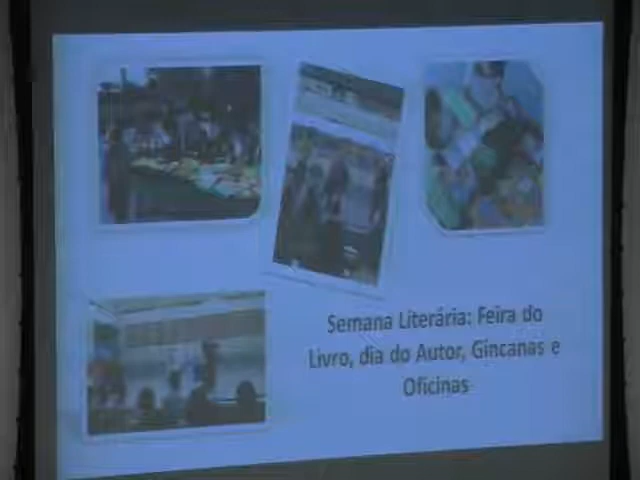 Semana Literária: Feira do
Livro, dia do Autor, Gincanas e
Oficinas